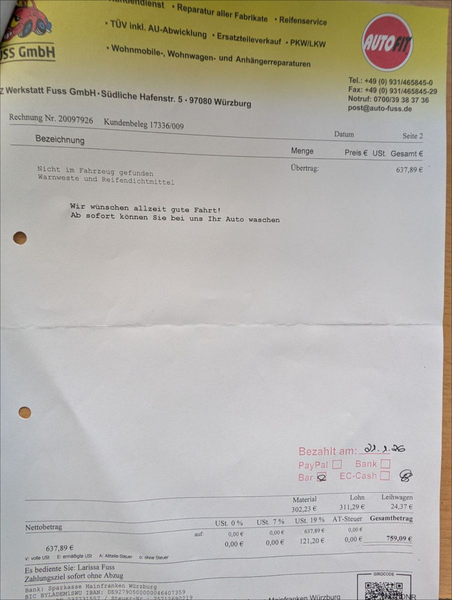 • Reparatur aller Fabrikate • Reifenservice
• TÜV inkl. AU-Abwicklung • Ersatzteileverkauf • PKW/LKW
• Wohnmobile-, Wohnwagen- und Anhängerreparaturen
GmbH
AUTOFIT
Tel.: +49 (0) 931/465845-0
Fax: +49 (0) 931/465845-29
Notruf: 0700/39 38 37 36
post@auto-fuss.de
Werkstatt Fuss GmbH • Südliche Hafenstr. 5 • 97080 Würzburg
Rechnung Nr. 20097926 Kundenbeleg 17336/009 Datum Seite 2
Bezeichnung Menge Preis € USt. Gesamt €
Übertrag: 637,89 €
Nicht im Fahrzeug gefunden
Warnweste und Reifendichtmittel
Wir wünschen allzeit gute Fahrt!
Ab sofort können Sie bei uns Ihr Auto waschen
Bezahlt am:
PayPal Bank
Bar EC-Cash
Material Lohn Leihwagen
302,23 € 311,29 € 24,37 €
Nettobetrag USt. 0 % USt. 7 % USt. 19 % AT-Steuer Gesamtbetrag
auf: 0,00 € 0,00 € 637,89 € 0,00 €
637,89 € 0,00 € 0,00 € 121,20 € 0,00 € 759,09 €
Es bediente Sie: Larissa Fuss
Zahlungsziel sofort ohne Abzug
Bank: Sparkasse Mainfranken Würzburg
GIROCODE
Mainfranken Würzburg